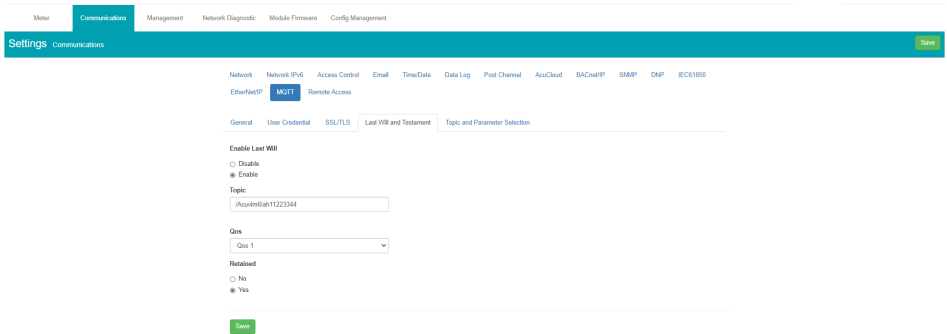 Meter Communications Management Network Diagnostic Module Firmware Config Management
Settings Communications Save
Network Network IPv6 Access Control Email Time/Date Data Log Post Channel AcuCloud BACnet/IP SNMP DNP IEC61850
EtherNet/IP MQTT Remote Access
General User Credential SSL/TLS Last Will and Testament Topic and Parameter Selection
Enable Last Will
Disable
Enable
Topic
/AcuvimII/ah11223344
Qos
Qos 1
Retained
No
Yes
Save